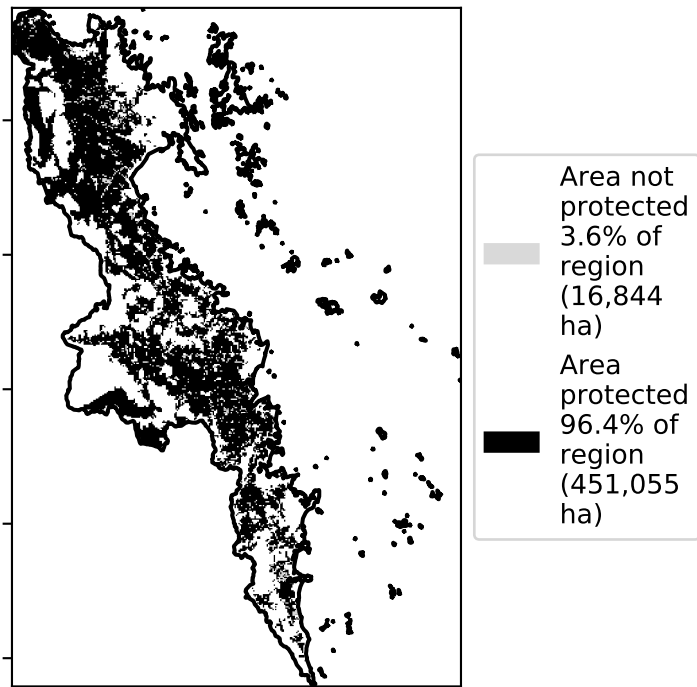 Area not
protected
3.6% of
region
(16,844
ha)
Area
protected
96.4% of
region
(451,055
ha)